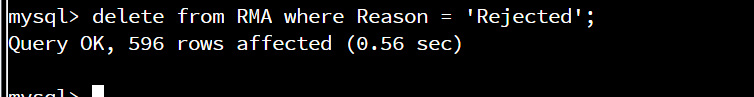 mysql> delete from RMA where Reason = 'Rejected';
Query OK, 596 rows affected (0.56 sec)
mysql>